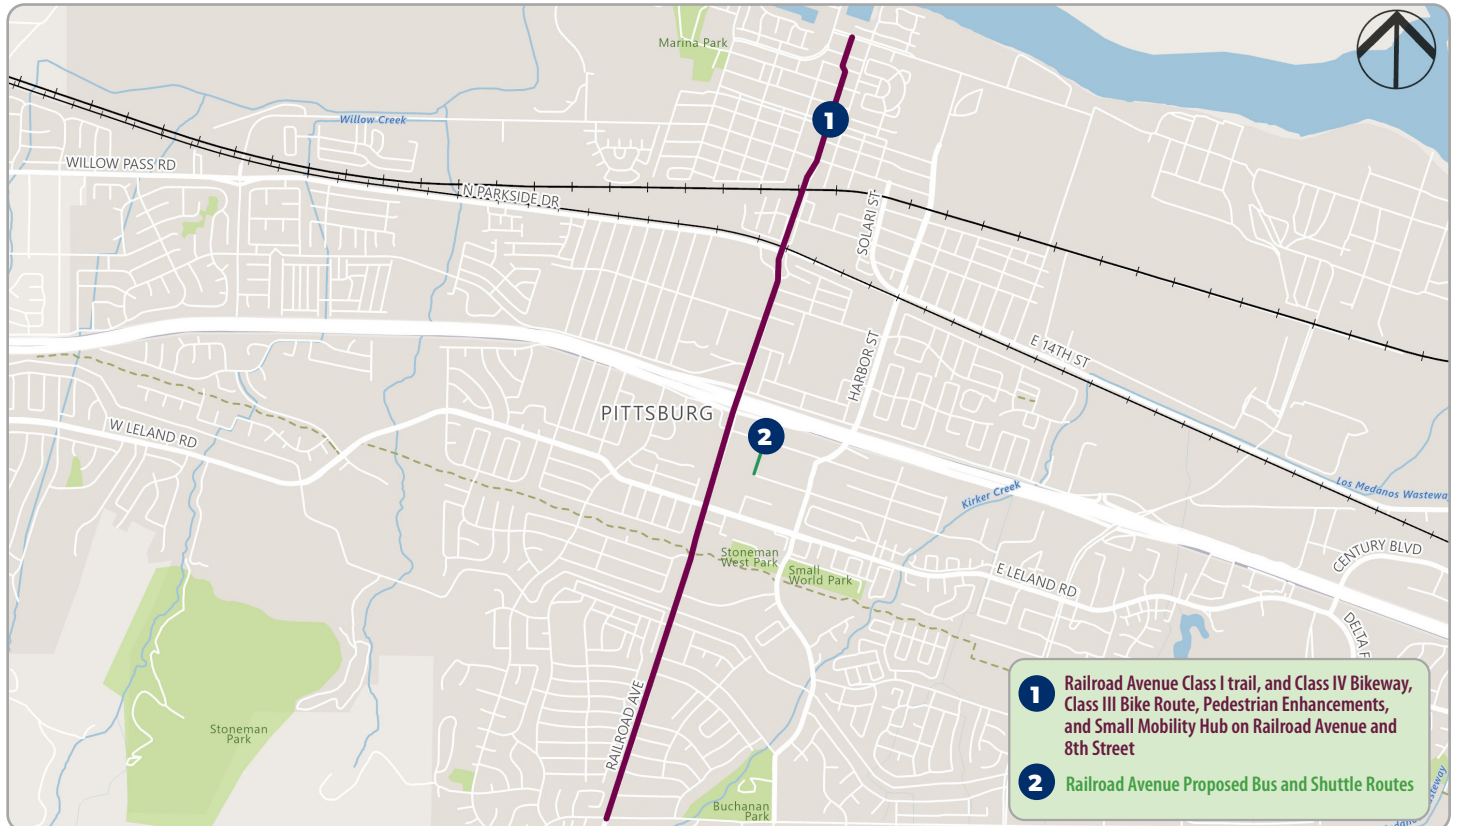 Marina Park
1
Willow Creek
WILLOW PASS RD
N PARKSIDE DR
SOLARI ST
E 14TH ST
HARBOR ST
PITTSBURG
2
W LELAND RD
Kirker Creek
Los Medanos Wastewa
CENTURY BLVD
Stoneman
West Park
Small
World Park
E LELAND RD
DELTA F
RAILROAD AVE
Stoneman
Park
Buchanan
Park
1
Railroad Avenue Class I trail, and Class IV Bikeway,
Class III Bike Route, Pedestrian Enhancements,
and Small Mobility Hub on Railroad Avenue and
8th Street
2
Railroad Avenue Proposed Bus and Shuttle Routes